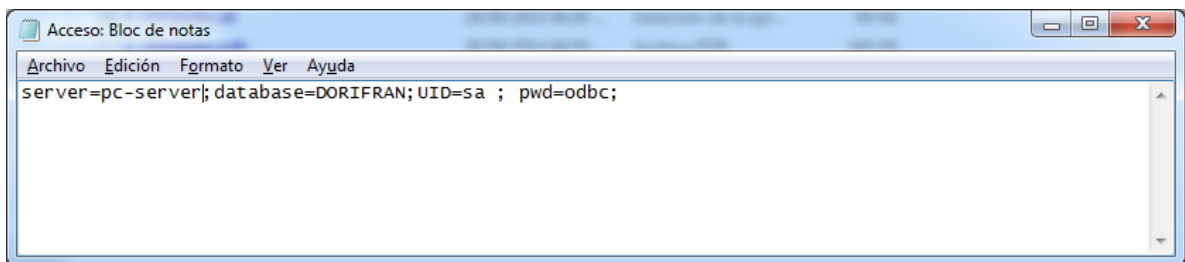 Acceso: Bloc de notas
Archivo Edición Formato Ver Ayuda
server=pc-server;database=DORIFRAN;UID=sa ; pwd=odbc;